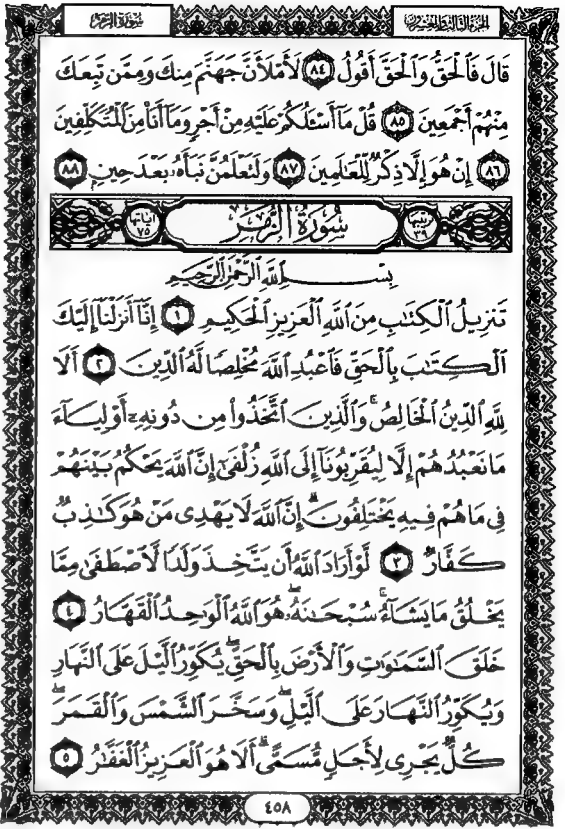 الجزء الثالث والعشرون
سورة الزمر
قَالَ فَٱلْحَقُّ وَٱلْحَقَّ أَقُولُ ٨٤ لَأَمْلَأَنَّ جَهَنَّمَ مِنكَ وَمِمَّن تَبِعَكَ
مِنْهُمْ أَجْمَعِينَ ٨٥ قُلْ مَآ أَسْـَٔلُكُمْ عَلَيْهِ مِنْ أَجْرٍ وَمَآ أَنَا۠ مِنَ ٱلْمُتَكَلِّفِينَ
٨٦ إِنْ هُوَ إِلَّا ذِكْرٌ لِّلْعَـٰلَمِينَ ٨٧ وَلَتَعْلَمُنَّ نَبَأَهُۥ بَعْدَ حِينٍۭ ٨٨
ترتيبها ٣٩
سُورَةُ الزُّمَرِ
آياتها ٧٥
بِسْمِ ٱللَّهِ ٱلرَّحْمَـٰنِ ٱلرَّحِيمِ
تَنزِيلُ ٱلْكِتَـٰبِ مِنَ ٱللَّهِ ٱلْعَزِيزِ ٱلْحَكِيمِ ١ إِنَّآ أَنزَلْنَآ إِلَيْكَ
ٱلْكِتَـٰبَ بِٱلْحَقِّ فَٱعْبُدِ ٱللَّهَ مُخْلِصًا لَّهُ ٱلدِّينَ ٢ أَلَا
لِلَّهِ ٱلدِّينُ ٱلْخَالِصُ ۚ وَٱلَّذِينَ ٱتَّخَذُوا۟ مِن دُونِهِۦٓ أَوْلِيَآءَ
مَا نَعْبُدُهُمْ إِلَّا لِيُقَرِّبُونَآ إِلَى ٱللَّهِ زُلْفَىٰٓ إِنَّ ٱللَّهَ يَحْكُمُ بَيْنَهُمْ
فِى مَا هُمْ فِيهِ يَخْتَلِفُونَ ۗ إِنَّ ٱللَّهَ لَا يَهْدِى مَنْ هُوَ كَـٰذِبٌ
كَفَّارٌ ٣ لَّوْ أَرَادَ ٱللَّهُ أَن يَتَّخِذَ وَلَدًا لَّٱصْطَفَىٰ مِمَّا
يَخْلُقُ مَا يَشَآءُ ۚ سُبْحَـٰنَهُۥ ۖ هُوَ ٱللَّهُ ٱلْوَٰحِدُ ٱلْقَهَّارُ ٤
خَلَقَ ٱلسَّمَـٰوَٰتِ وَٱلْأَرْضَ بِٱلْحَقِّ ۖ يُكَوِّرُ ٱلَّيْلَ عَلَى ٱلنَّهَارِ
وَيُكَوِّرُ ٱلنَّهَارَ عَلَى ٱلَّيْلِ ۖ وَسَخَّرَ ٱلشَّمْسَ وَٱلْقَمَرَ ۖ
كُلٌّ يَجْرِى لِأَجَلٍ مُّسَمًّى ۗ أَلَا هُوَ ٱلْعَزِيزُ ٱلْغَفَّـٰرُ ٥
٤٥٨